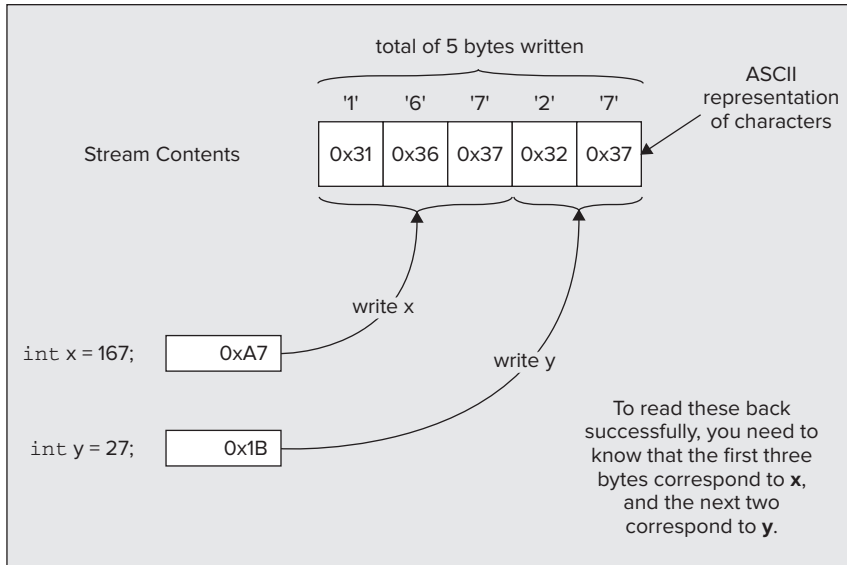 total of 5 bytes written
ASCII
representation
of characters
'1' '6' '7' '2' '7'
Stream Contents 0x31 0x36 0x37 0x32 0x37
write x
int x = 167; 0xA7
write y
int y = 27; 0x1B
To read these back
successfully, you need to
know that the first three
bytes correspond to x,
and the next two
correspond to y.